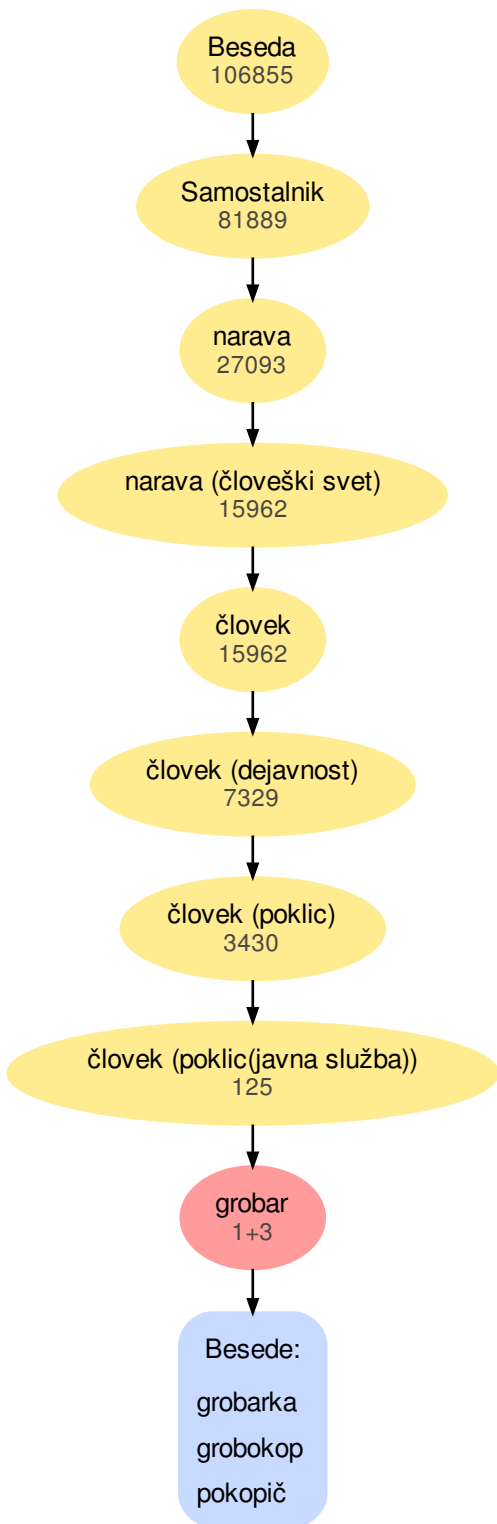 Beseda
106855
Samostalnik
81889
narava
27093
narava (človeški svet)
15962
človek
15962
človek (dejavnost)
7329
človek (poklic)
3430
človek (poklic(javna služba))
125
grobar
1+3
Besede:
grobarka
grobokop
pokopič